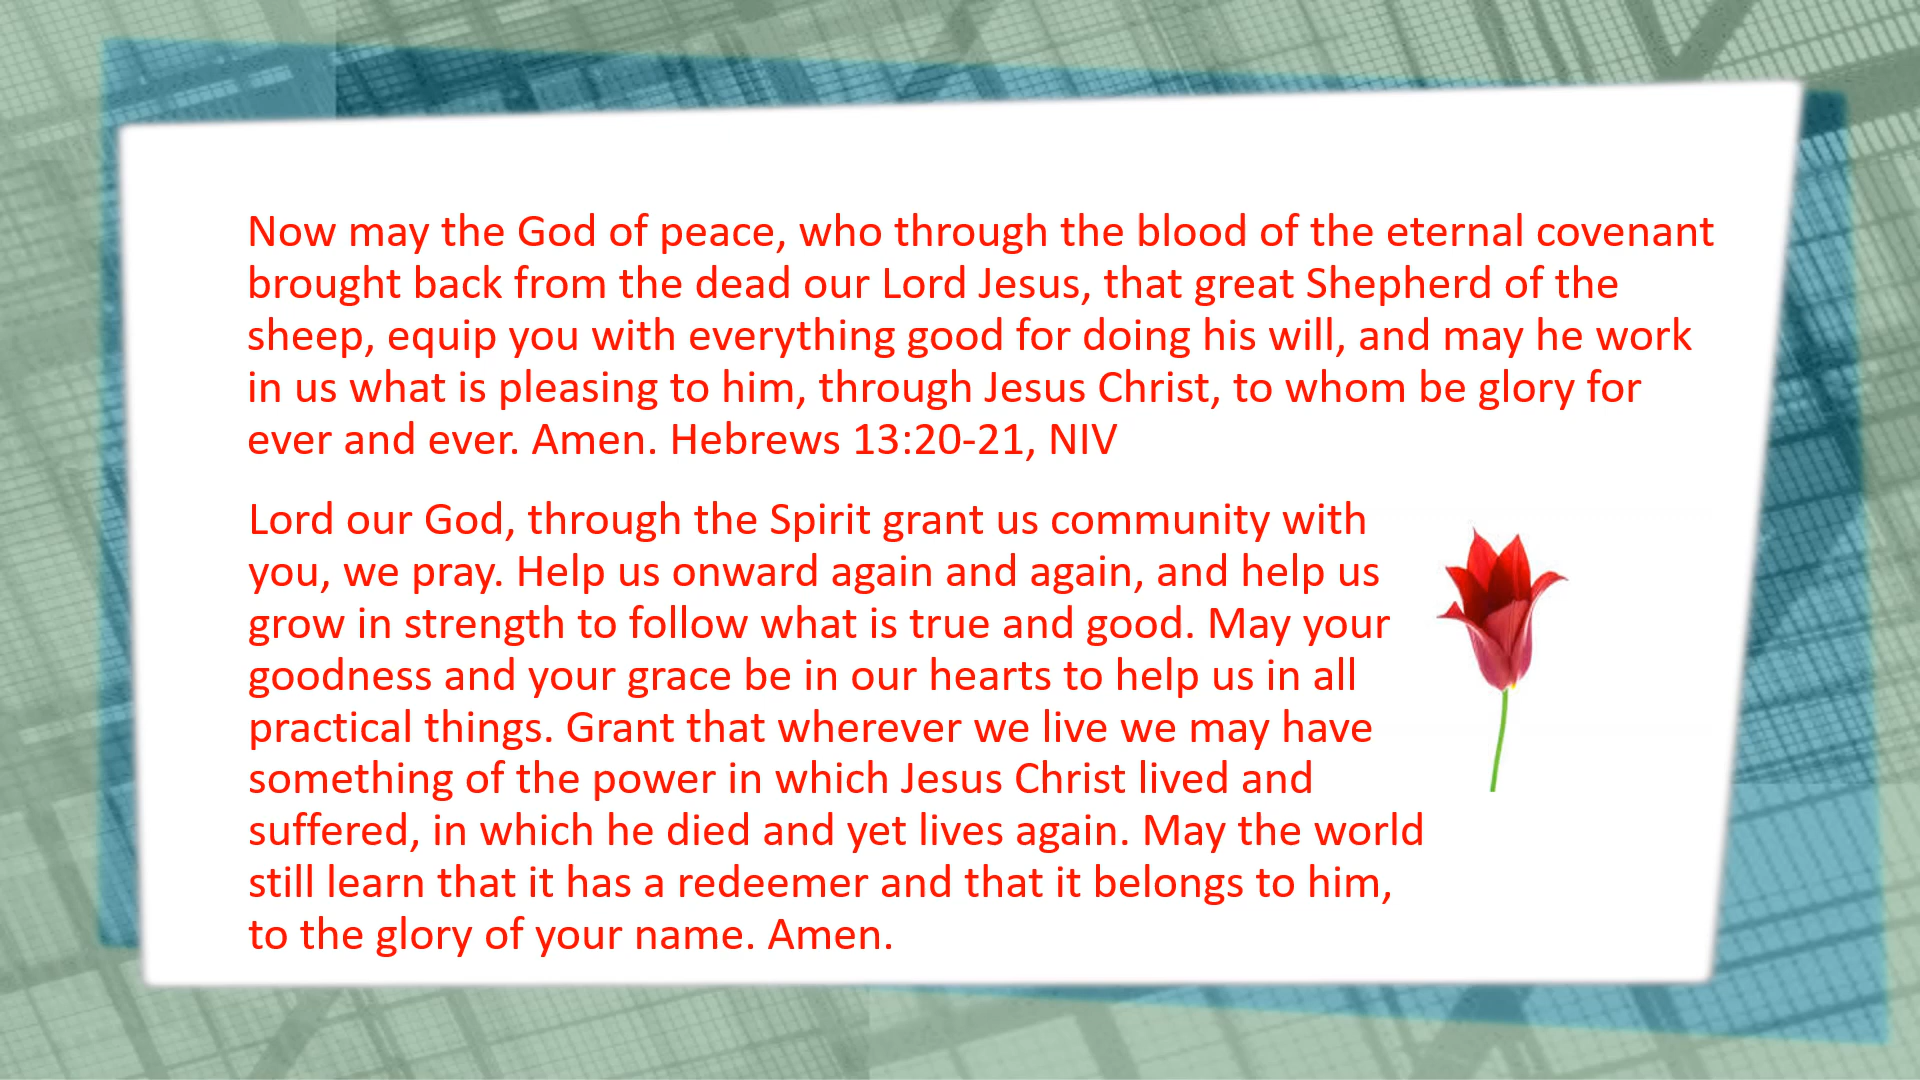 Now may the God of peace, who through the blood of the eternal covenant
brought back from the dead our Lord Jesus, that great Shepherd of the
sheep, equip you with everything good for doing his will, and may he work
in us what is pleasing to him, through Jesus Christ, to whom be glory for
ever and ever. Amen. Hebrews 13:20-21, NIV
Lord our God, through the Spirit grant us community with
you, we pray. Help us onward again and again, and help us
grow in strength to follow what is true and good. May your
goodness and your grace be in our hearts to help us in all
practical things. Grant that wherever we live we may have
something of the power in which Jesus Christ lived and
suffered, in which he died and yet lives again. May the world
still learn that it has a redeemer and that it belongs to him,
to the glory of your name. Amen.